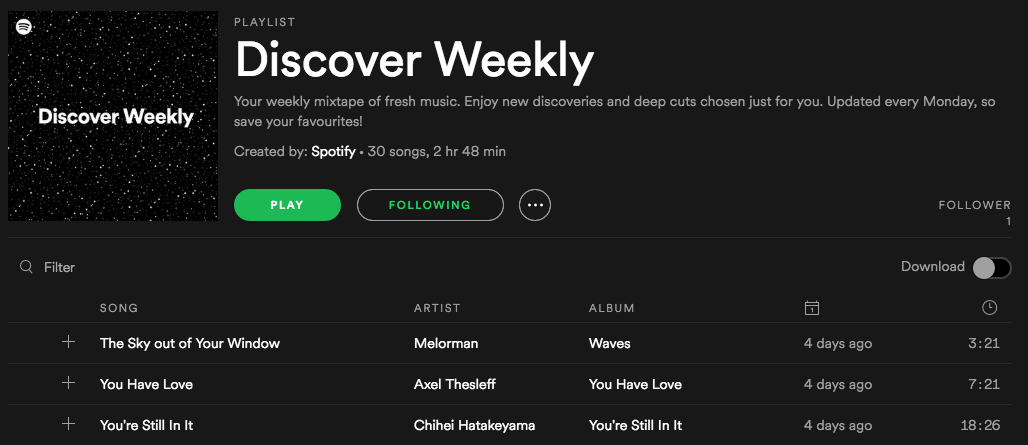 PLAYLIST
Discover Weekly
Discover Weekly
Your weekly mixtape of fresh music. Enjoy new discoveries and deep cuts chosen just for you. Updated every Monday, so
save your favourites!
Created by: Spotify • 30 songs, 2 hr 48 min
PLAY FOLLOWING
FOLLOWER
1
Filter Download
SONG ARTIST ALBUM 1
The Sky out of Your Window Melorman Waves 4 days ago 3:21
You Have Love Axel Thesleff You Have Love 4 days ago 7:21
You're Still In It Chihei Hatakeyama You're Still In It 4 days ago 18:26